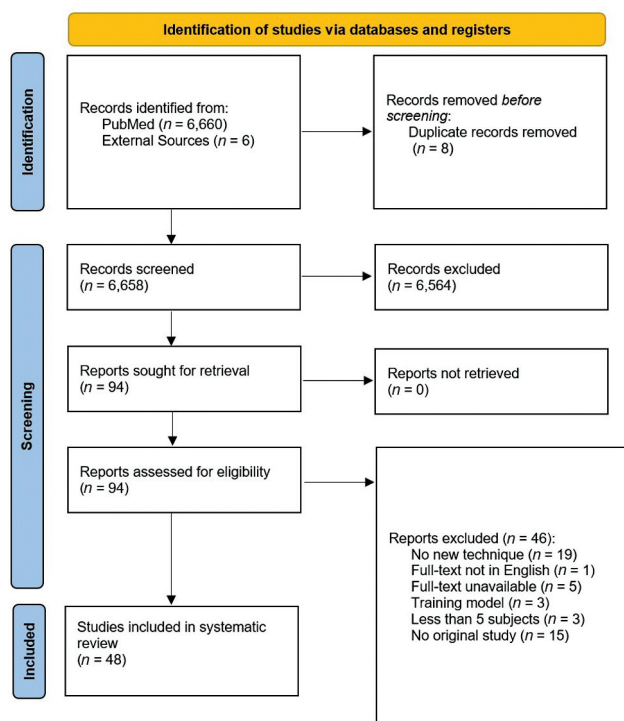 Identification of studies via databases and registers
Identification
Records identified from:
PubMed (n = 6,660)
External Sources (n = 6)
Records removed before
screening:
Duplicate records removed
(n = 8)
Screening
Records screened
(n = 6,658)
Records excluded
(n = 6,564)
Reports sought for retrieval
(n = 94)
Reports not retrieved
(n = 0)
Reports assessed for eligibility
(n = 94)
Reports excluded (n = 46):
No new technique (n = 19)
Full-text not in English (n = 1)
Full-text unavailable (n = 5)
Training model (n = 3)
Less than 5 subjects (n = 3)
No original study (n = 15)
Included
Studies included in systematic
review
(n = 48)